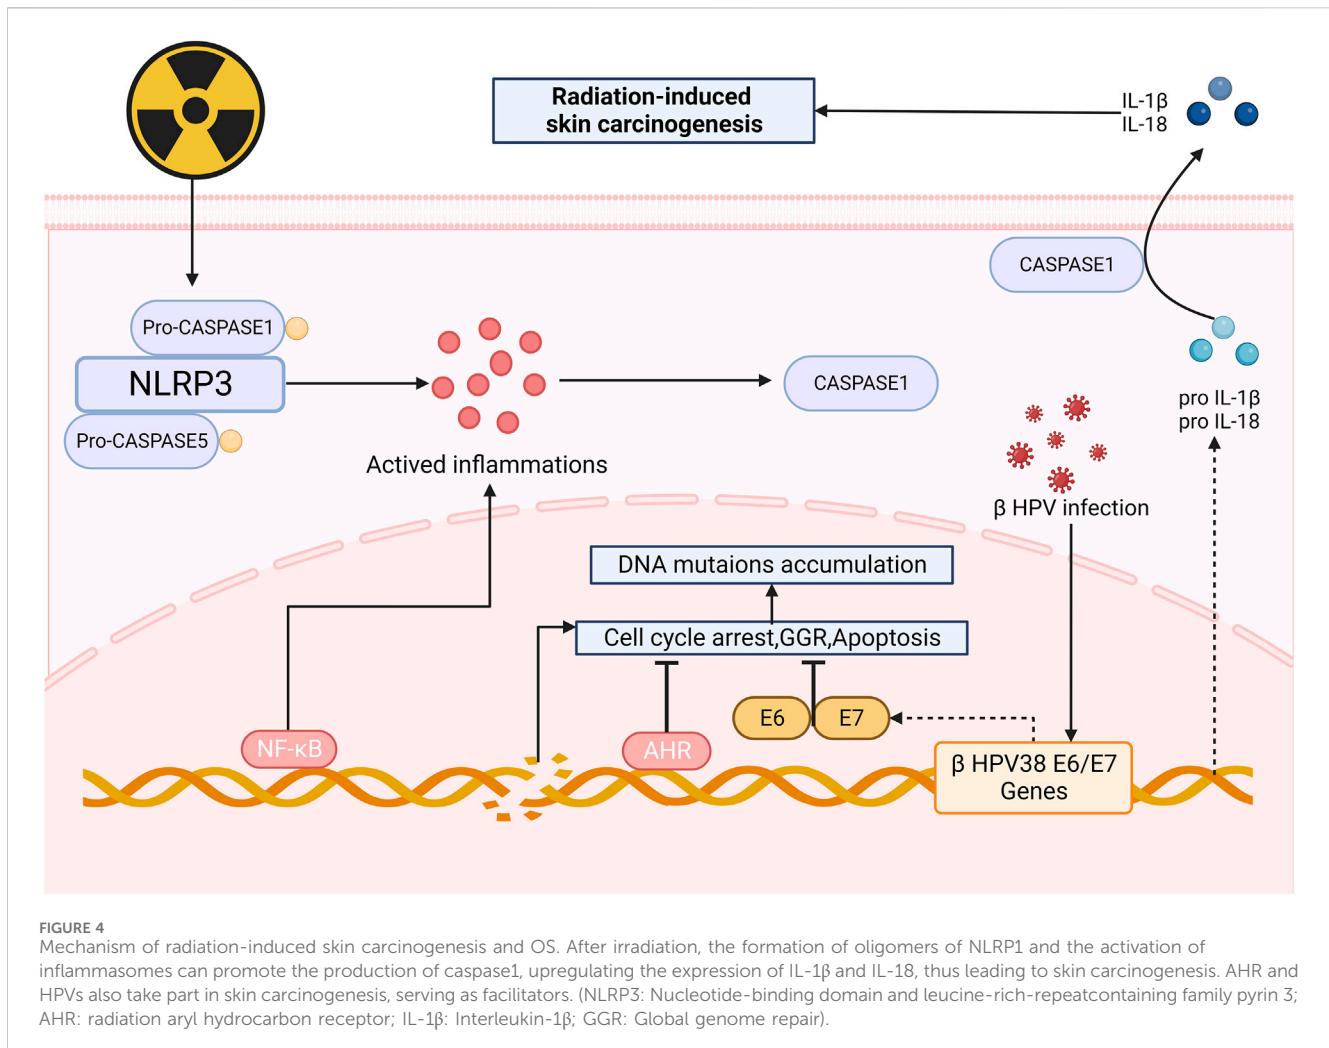 Radiation-induced
skin carcinogenesis
IL-1β
IL-18
CASPASE1
Pro-CASPASE1
NLRP3
Pro-CASPASE5
CASPASE1
Actived inflammations
pro IL-1β
pro IL-18
β HPV infection
DNA mutaions accumulation
Cell cycle arrest,GGR,Apoptosis
E6
E7
NF-κB
AHR
β HPV38 E6/E7
Genes
FIGURE 4
Mechanism of radiation-induced skin carcinogenesis and OS. After irradiation, the formation of oligomers of NLRP1 and the activation of
inflammasomes can promote the production of caspase1, upregulating the expression of IL-1β and IL-18, thus leading to skin carcinogenesis. AHR and
HPVs also take part in skin carcinogenesis, serving as facilitators. (NLRP3: Nucleotide-binding domain and leucine-rich-repeatcontaining family pyrin 3;
AHR: radiation aryl hydrocarbon receptor; IL-1β: Interleukin-1β; GGR: Global genome repair).